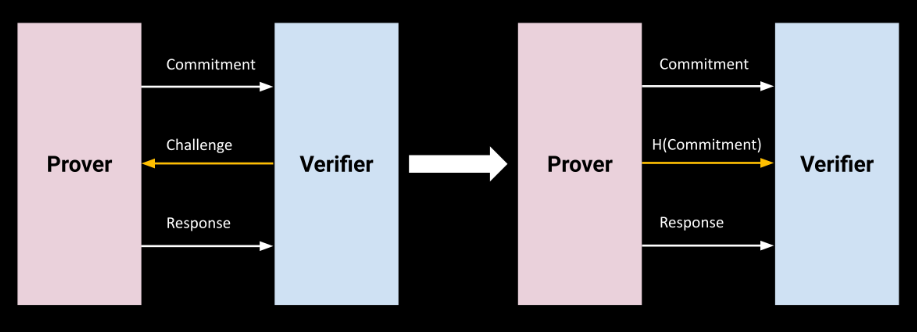 Commitment
Challenge
Prover
Verifier
Response
Commitment
H(Commitment)
Prover
Verifier
Response